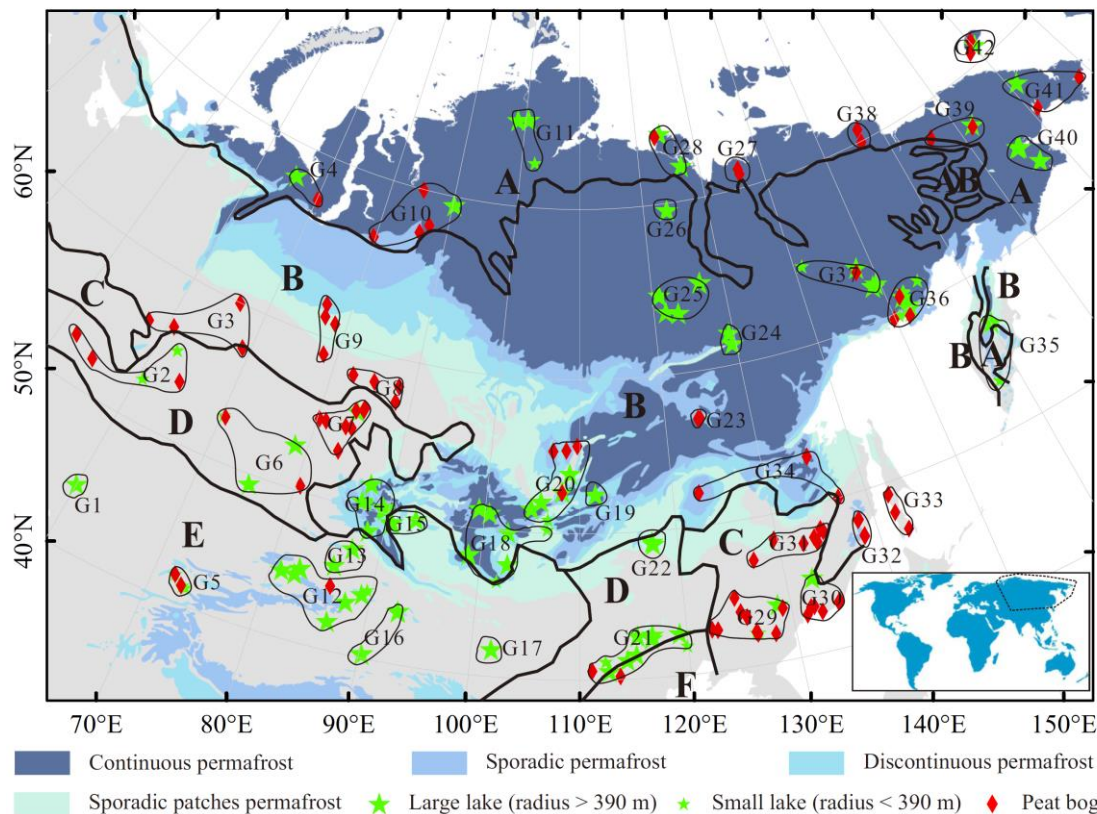 G42
G41
G38
G39
G11
G28
G27
G40
60°N
G4
A
A
B
A
G10
G26
B
C
G3
G9
G25
G37
G36
G24
B
G35
50°N
G2
G8
B
A
D
G7
B
G23
G6
G34
G1
G20
G33
G14
G19
G15
C
G3
40°N
E
G18
G22
G32
G13
G5
D
G12
G30
G29
G16
G21
G17
F
70°E
80°E
90°E
100°E
110°E
120°E
130°E
140°E
150°E
Continuous permafrost
Sporadic permafrost
Discontinuous permafrost
Sporadic patches permafrost
Large lake (radius > 390 m)
Small lake (radius < 390 m)
Peat bog